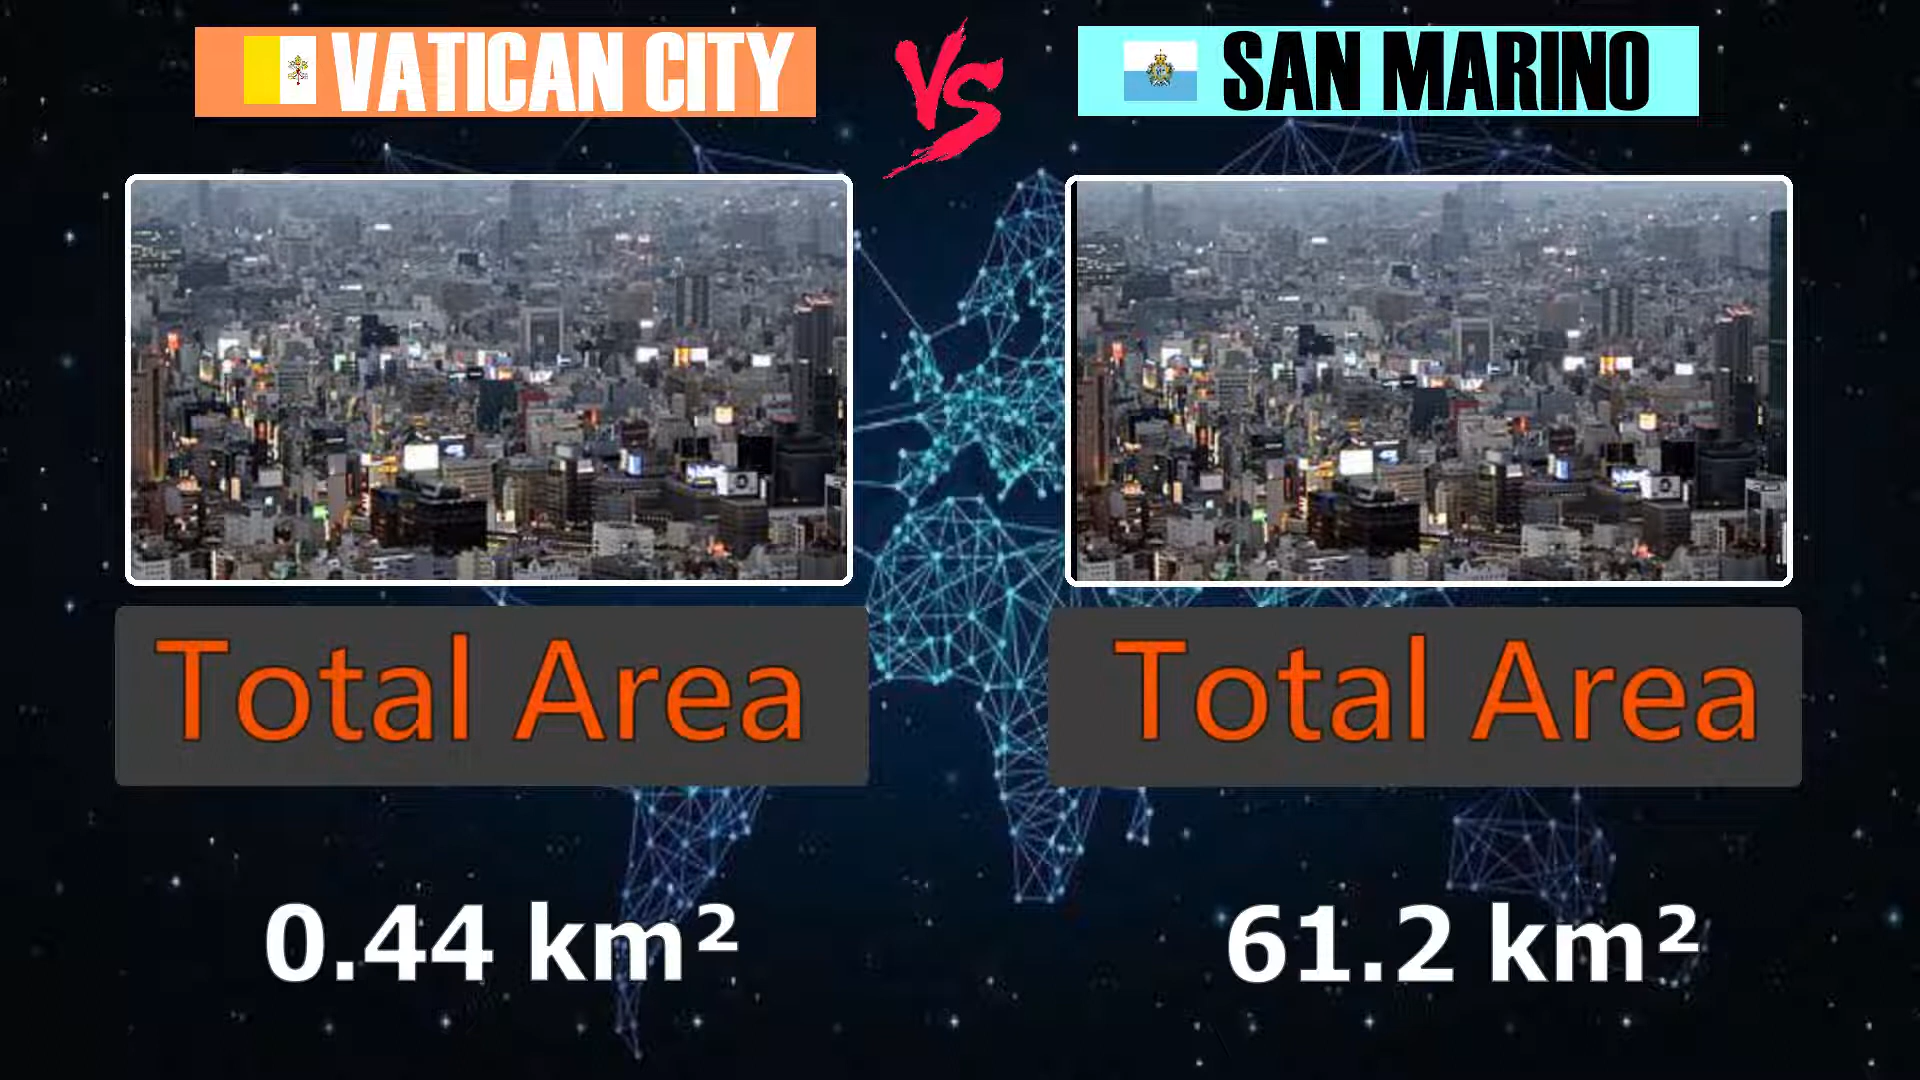 VATICAN CITY
VS
SAN MARINO
Total Area
Total Area
0.44 km²
61.2 km²